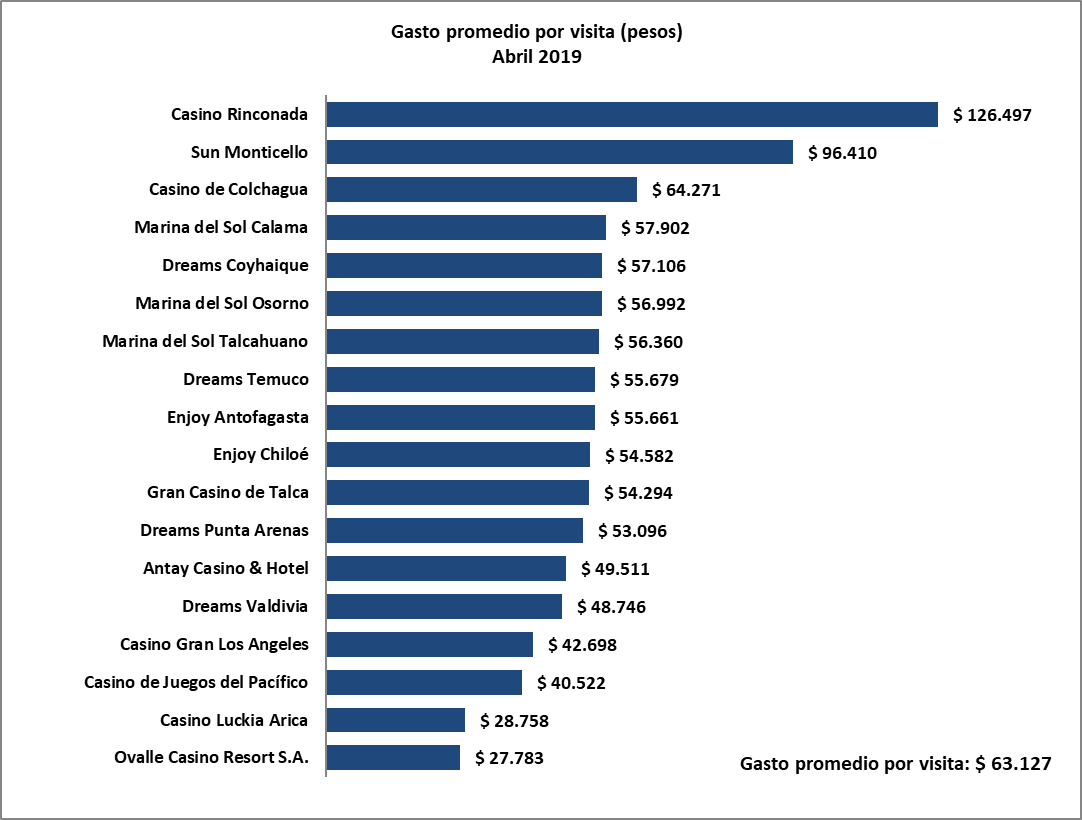 Gasto promedio por visita (pesos)
Abril 2019
Casino Rinconada $ 126.497
Sun Monticello $ 96.410
Casino de Colchagua $ 64.271
Marina del Sol Calama $ 57.902
Dreams Coyhaique $ 57.106
Marina del Sol Osorno $ 56.992
Marina del Sol Talcahuano $ 56.360
Dreams Temuco $ 55.679
Enjoy Antofagasta $ 55.661
Enjoy Chiloé $ 54.582
Gran Casino de Talca $ 54.294
Dreams Punta Arenas $ 53.096
Antay Casino & Hotel $ 49.511
Dreams Valdivia $ 48.746
Casino Gran Los Angeles $ 42.698
Casino de Juegos del Pacífico $ 40.522
Casino Luckia Arica $ 28.758
Ovalle Casino Resort S.A. $ 27.783
Gasto promedio por visita: $ 63.127